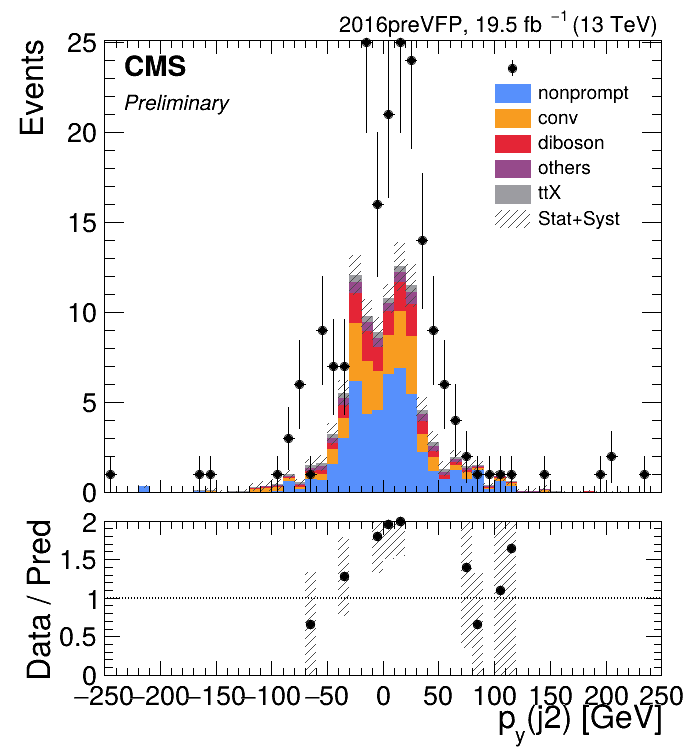 2016preVFP, 19.5 fb⁻¹ (13 TeV)
CMS
Preliminary
nonprompt
conv
diboson
others
ttX
Stat+Syst
Events
25
20
15
10
5
0
Data / Pred
2
1.5
1
0.5
0
−250 −200 −150 −100 −50 0 50 100 150 200 250
p_y(j2) [GeV]